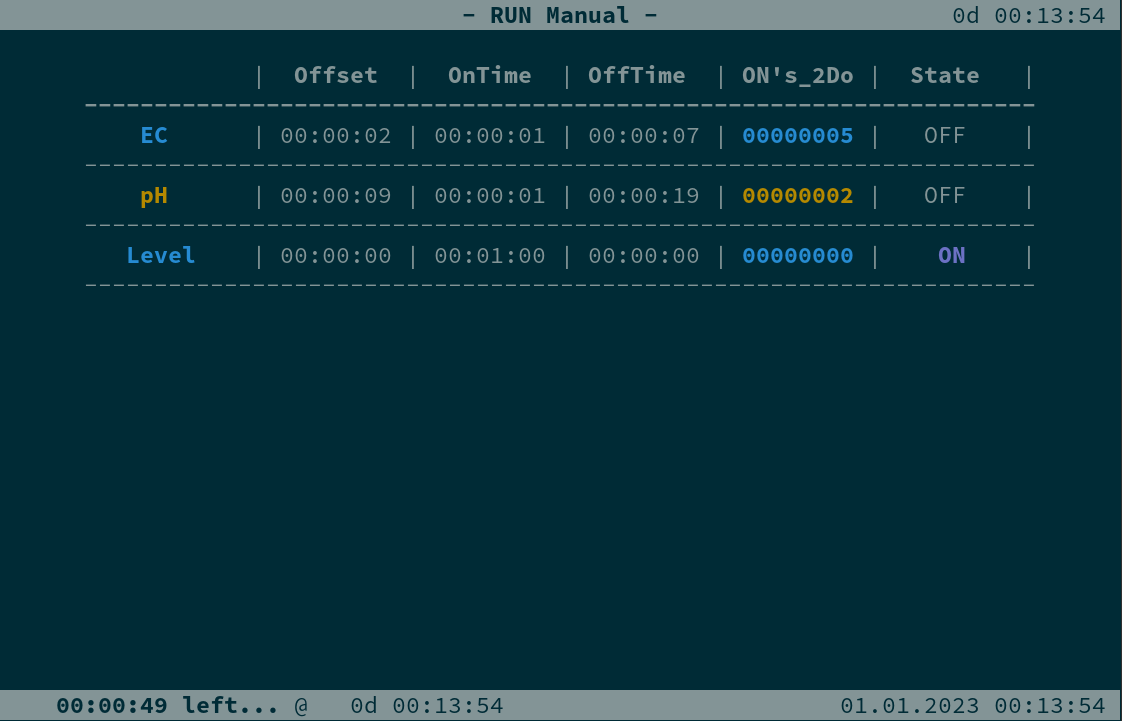 - RUN Manual - 0d 00:13:54
| Offset | OnTime | OffTime | ON's_2Do | State |
--------------------------------------------------------------------
EC | 00:00:02 | 00:00:01 | 00:00:07 | 00000005 | OFF |
--------------------------------------------------------------------
pH | 00:00:09 | 00:00:01 | 00:00:19 | 00000002 | OFF |
--------------------------------------------------------------------
Level | 00:00:00 | 00:01:00 | 00:00:00 | 00000000 | ON |
--------------------------------------------------------------------
00:00:49 left... @ 0d 00:13:54 01.01.2023 00:13:54